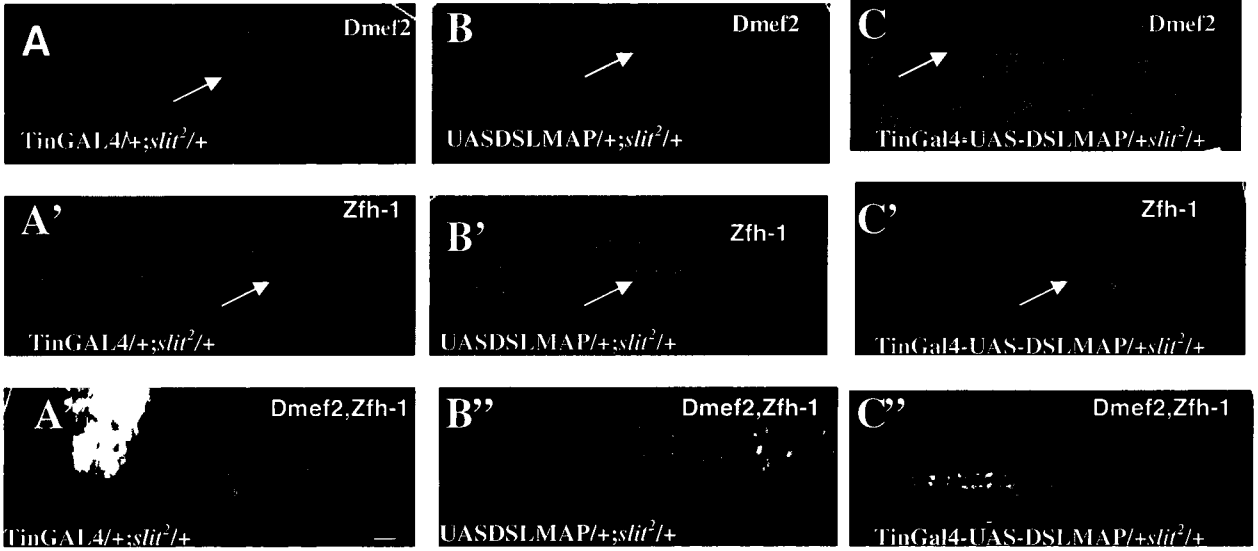 A Dmef2
TinGAL4/+;slit²/+
B Dmef2
UASDSLMAP/+;slit²/+
C Dmef2
TinGal4-UAS-DSLMAP/+slit²/+
A' Zfh-1
TinGAL4/+;slit²/+
B' Zfh-1
UASDSLMAP/+;slit²/+
C' Zfh-1
TinGal4-UAS-DSLMAP/+slit²/+
A'' Dmef2,Zfh-1
TinGAL4/+;slit²/+
B'' Dmef2,Zfh-1
UASDSLMAP/+;slit²/+
C'' Dmef2,Zfh-1
TinGal4-UAS-DSLMAP/+slit²/+